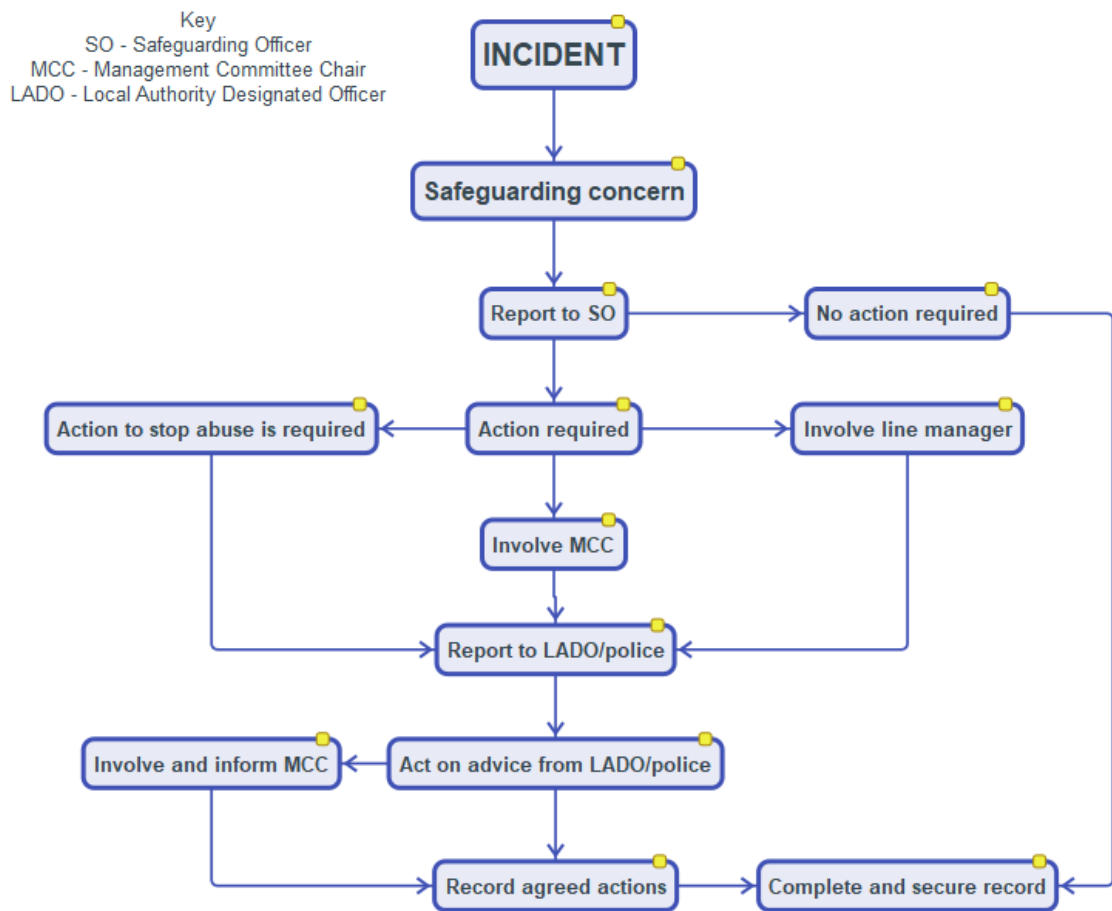 Key
SO - Safeguarding Officer
MCC - Management Committee Chair
LADO - Local Authority Designated Officer
INCIDENT
Safeguarding concern
Report to SO
No action required
Action to stop abuse is required
Action required
Involve line manager
Involve MCC
Report to LADO/police
Involve and inform MCC
Act on advice from LADO/police
Record agreed actions
Complete and secure record